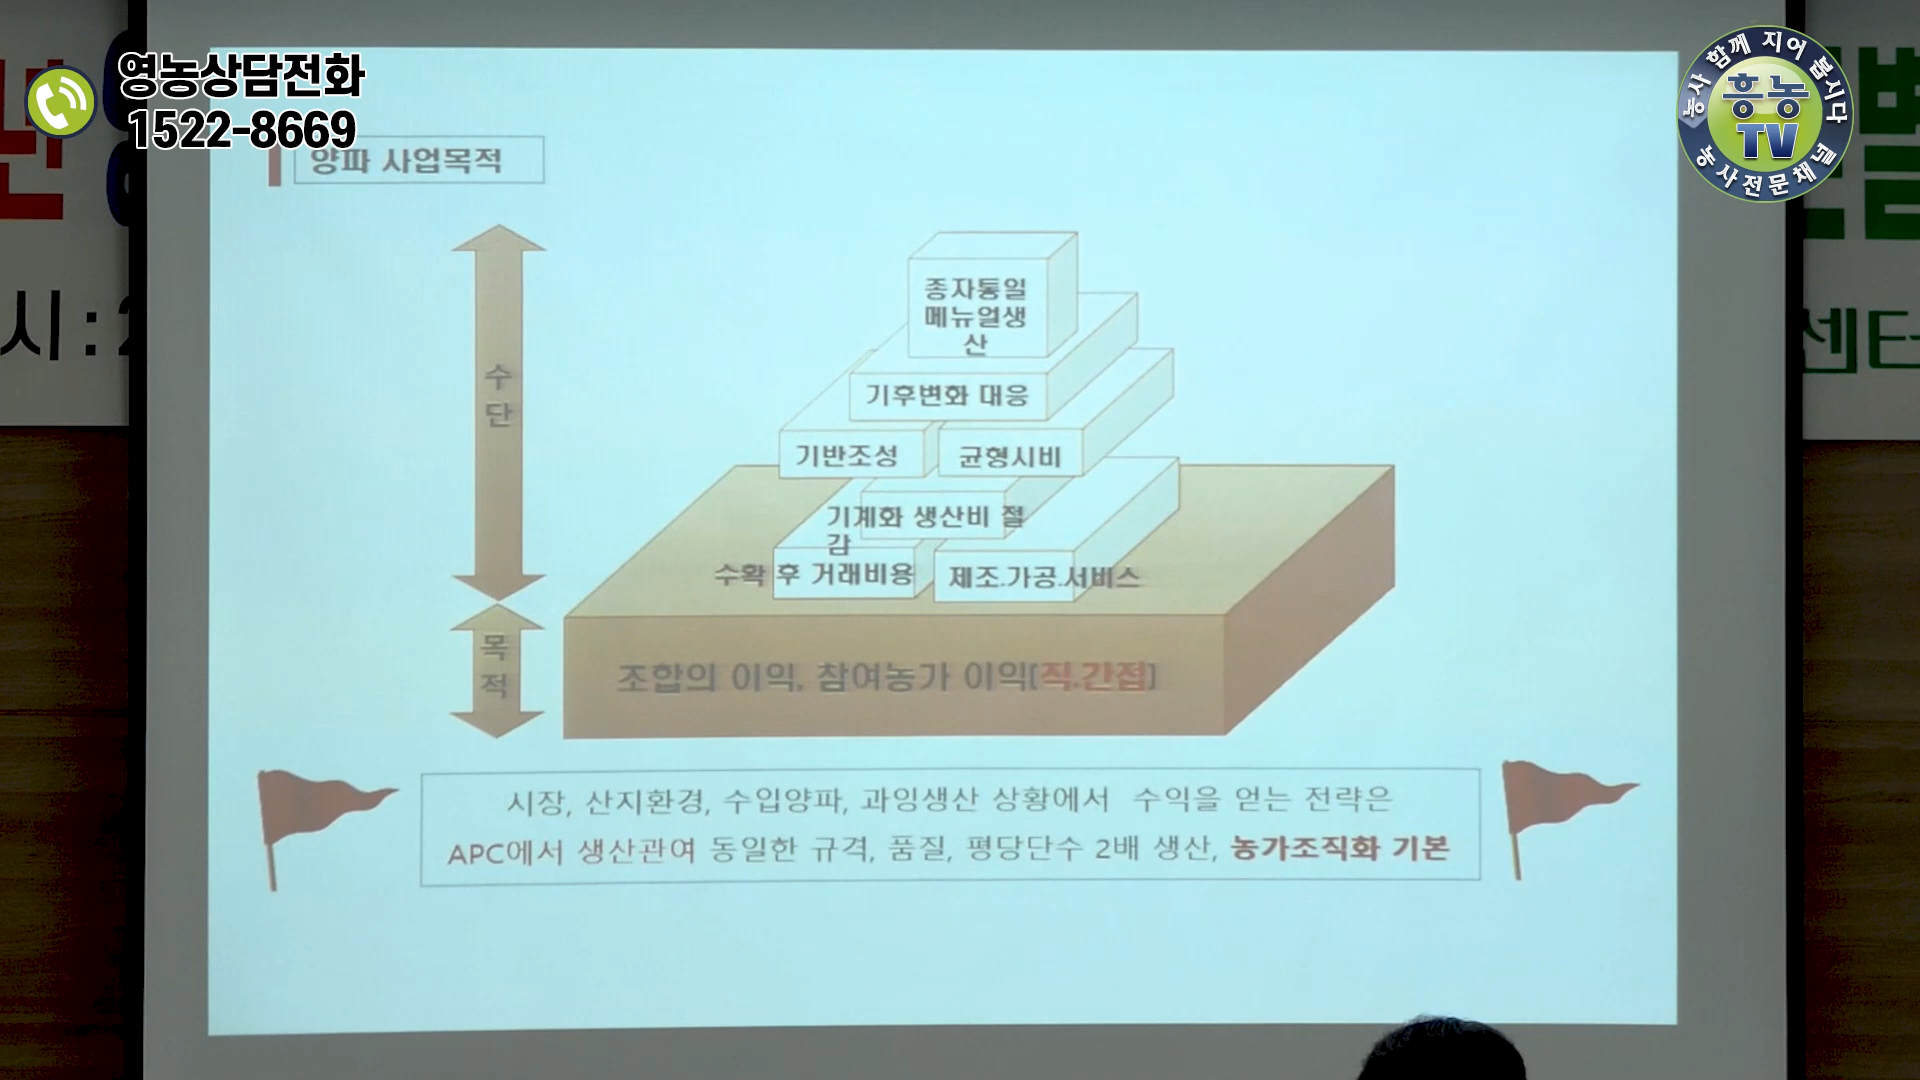 영농상담전화
1522-8669
농사 함께 지어 봅시다
흥농
TV
농사전문채널
시 :
센터
양파 사업목적
종자통일
메뉴얼생
산
기후변화 대응
기반조성
균형시비
기계화 생산비 절
감
수확 후 거래비용
제조.가공.서비스
수
단
목
적
조합의 이익, 참여농가 이익[직.간접]
시장, 산지환경, 수입양파, 과잉생산 상황에서 수익을 얻는 전략은
APC에서 생산관여 동일한 규격, 품질, 평당단수 2배 생산, 농가조직화 기본